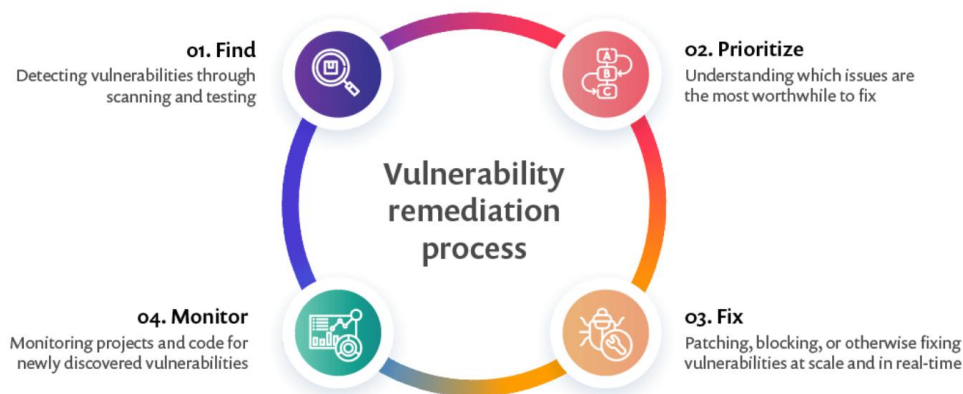 01. Find
Detecting vulnerabilities through
scanning and testing
02. Prioritize
Understanding which issues are
the most worthwhile to fix
A
B
C
Vulnerability
remediation
process
04. Monitor
Monitoring projects and code for
newly discovered vulnerabilities
03. Fix
Patching, blocking, or otherwise fixing
vulnerabilities at scale and in real-time